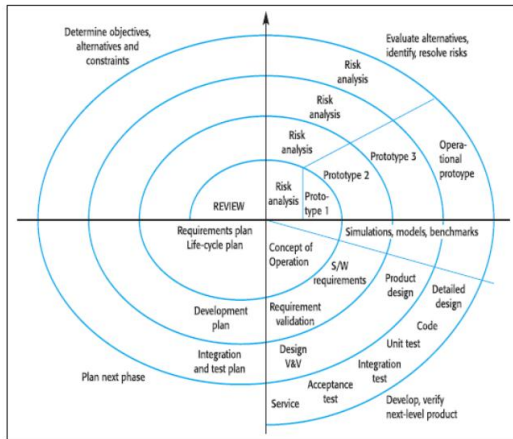 Determine objectives,
alternatives and
constraints
Evaluate alternatives,
identify, resolve risks
Risk
analysis
Risk
analysis
Risk
analysis
Risk
analysis
Proto-
type 1
Prototype 2
Prototype 3
Opera-
tional
protoype
REVIEW
Requirements plan
Life-cycle plan
Simulations, models, benchmarks
Concept of
Operation
S/W
requirements
Product
design
Detailed
design
Development
plan
Requirement
validation
Code
Unit test
Integration
and test plan
Design
V&V
Integration
test
Plan next phase
Acceptance
test
Service
Develop, verify
next-level product